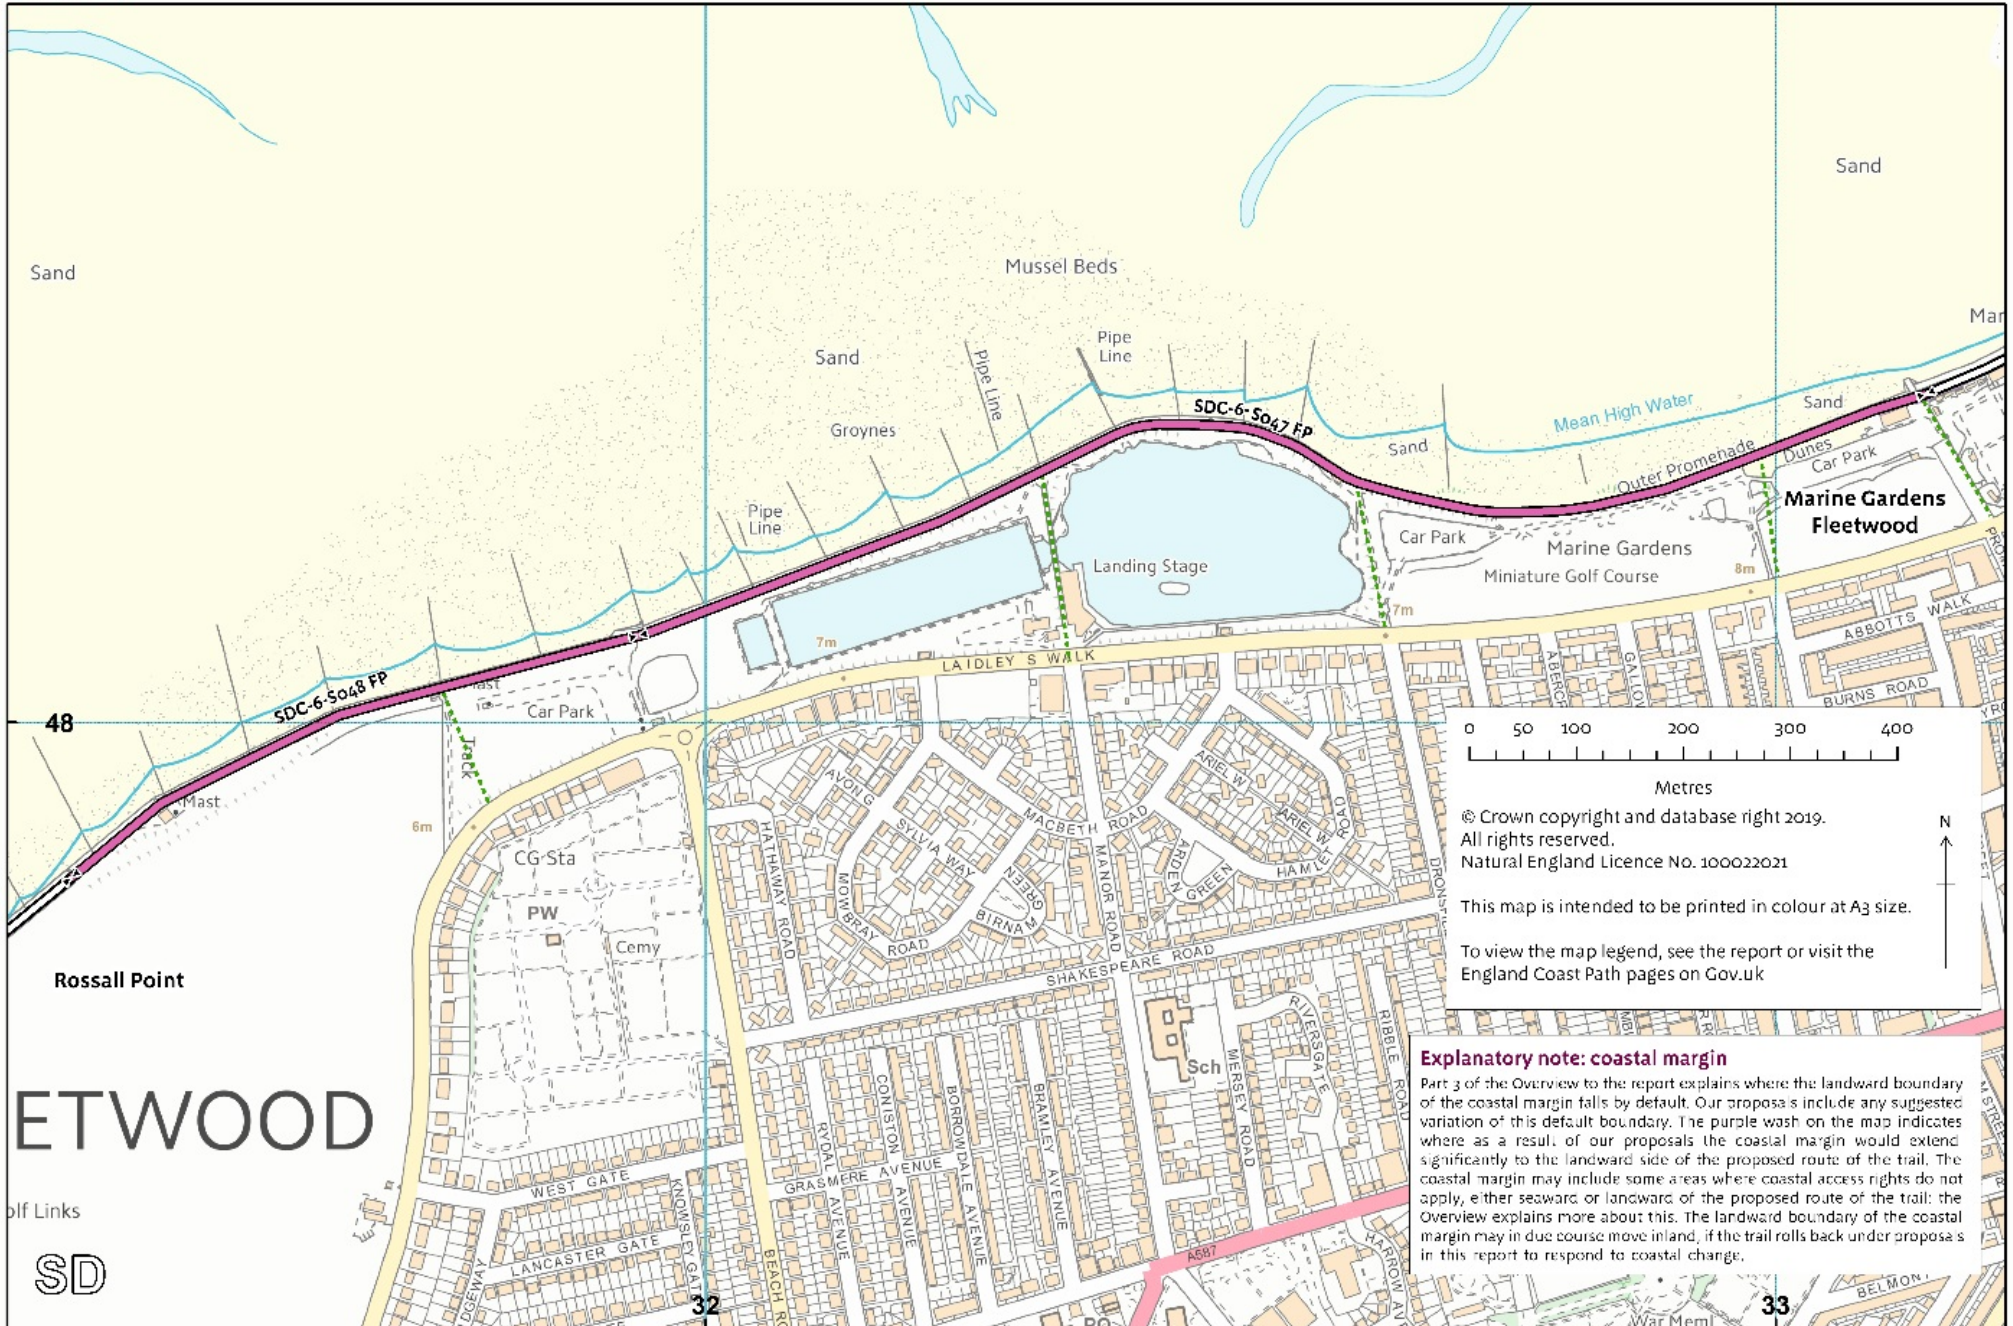 Sand
Sand
Mussel Beds
Mar
Sand
Pipe
Line
Pipe Line
SDC-6-S047 FP
Mean High Water
Sand
Groynes
Sand
Outer Promenade
Dunes
Car Park
Pipe
Line
Marine Gardens
Fleetwood
Car Park
Marine Gardens
Miniature Golf Course
8m
Landing Stage
7m
7m
LAIDLEY S WALK
ABBOTTS WALK
BURNS ROAD
SDC-6-S048 FP
Car Park
48
Track
Mast
6m
0 50 100 200 300 400
Metres
© Crown copyright and database right 2019.
All rights reserved.
Natural England Licence No. 100022021
This map is intended to be printed in colour at A3 size.
To view the map legend, see the report or visit the
England Coast Path pages on Gov.uk
N
AVON G
ARIEL W
ARIEL W
MACBETH ROAD
SYLVIA WAY
HATHAWAY ROAD
MOWBRAY
ROAD
BIRNAM
GREEN
MANOR ROAD
ARDEN
GREEN
HAMLE
ROAD
CG Sta
PW
Cemy
Rossall Point
SHAKESPEARE ROAD
Sch
MERSEY ROAD
RIVERSGATE
RIBBLE
ROAD
ETWOOD
olf Links
SD
WEST GATE
LANCASTER GATE
KNOWSLEY GA
DGEWAY
GRASMERE AVENUE
RYDAL
AVENUE
CONISTON
AVENUE
BORROWDALE AVENUE
BRAMLEY AVENUE
BEACH RO
A587
HARROW AV
Explanatory note: coastal margin
Part 3 of the Overview to the report explains where the landward boundary
of the coastal margin falls by default. Our proposals include any suggested
variation of this default boundary. The purple wash on the map indicates
where as a result of our proposals the coastal margin would extend
significantly to the landward side of the proposed route of the trail. The
coastal margin may include some areas where coastal access rights do not
apply, either seaward or landward of the proposed route of the trail: the
Overview explains more about this. The landward boundary of the coastal
margin may in due course move inland, if the trail rolls back under proposals
in this report to respond to coastal change.
32
33
BELMON
War Meml